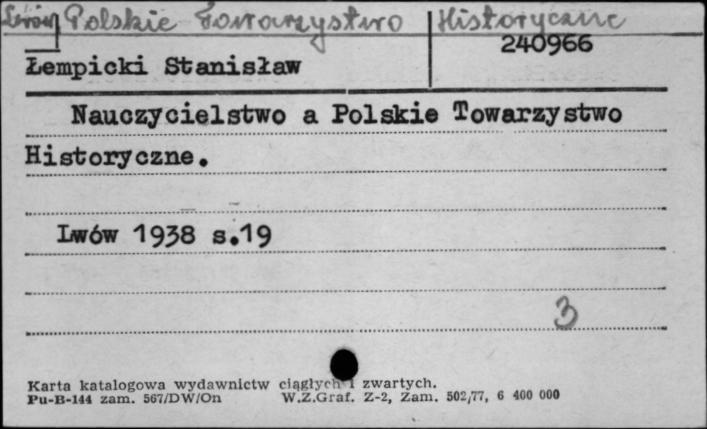 Lwów Polskie Towarzystwo Historyczne
240966
Łempicki Stanisław
Nauczycielstwo a Polskie Towarzystwo
Historyczne.
Lwów 1938 s.19
3
Karta katalogowa wydawnictw ciągłych i zwartych.
Pu-B-144 zam. 567/DW/On W.Z.Graf. Z-2, Zam. 502/77, 6 400 000